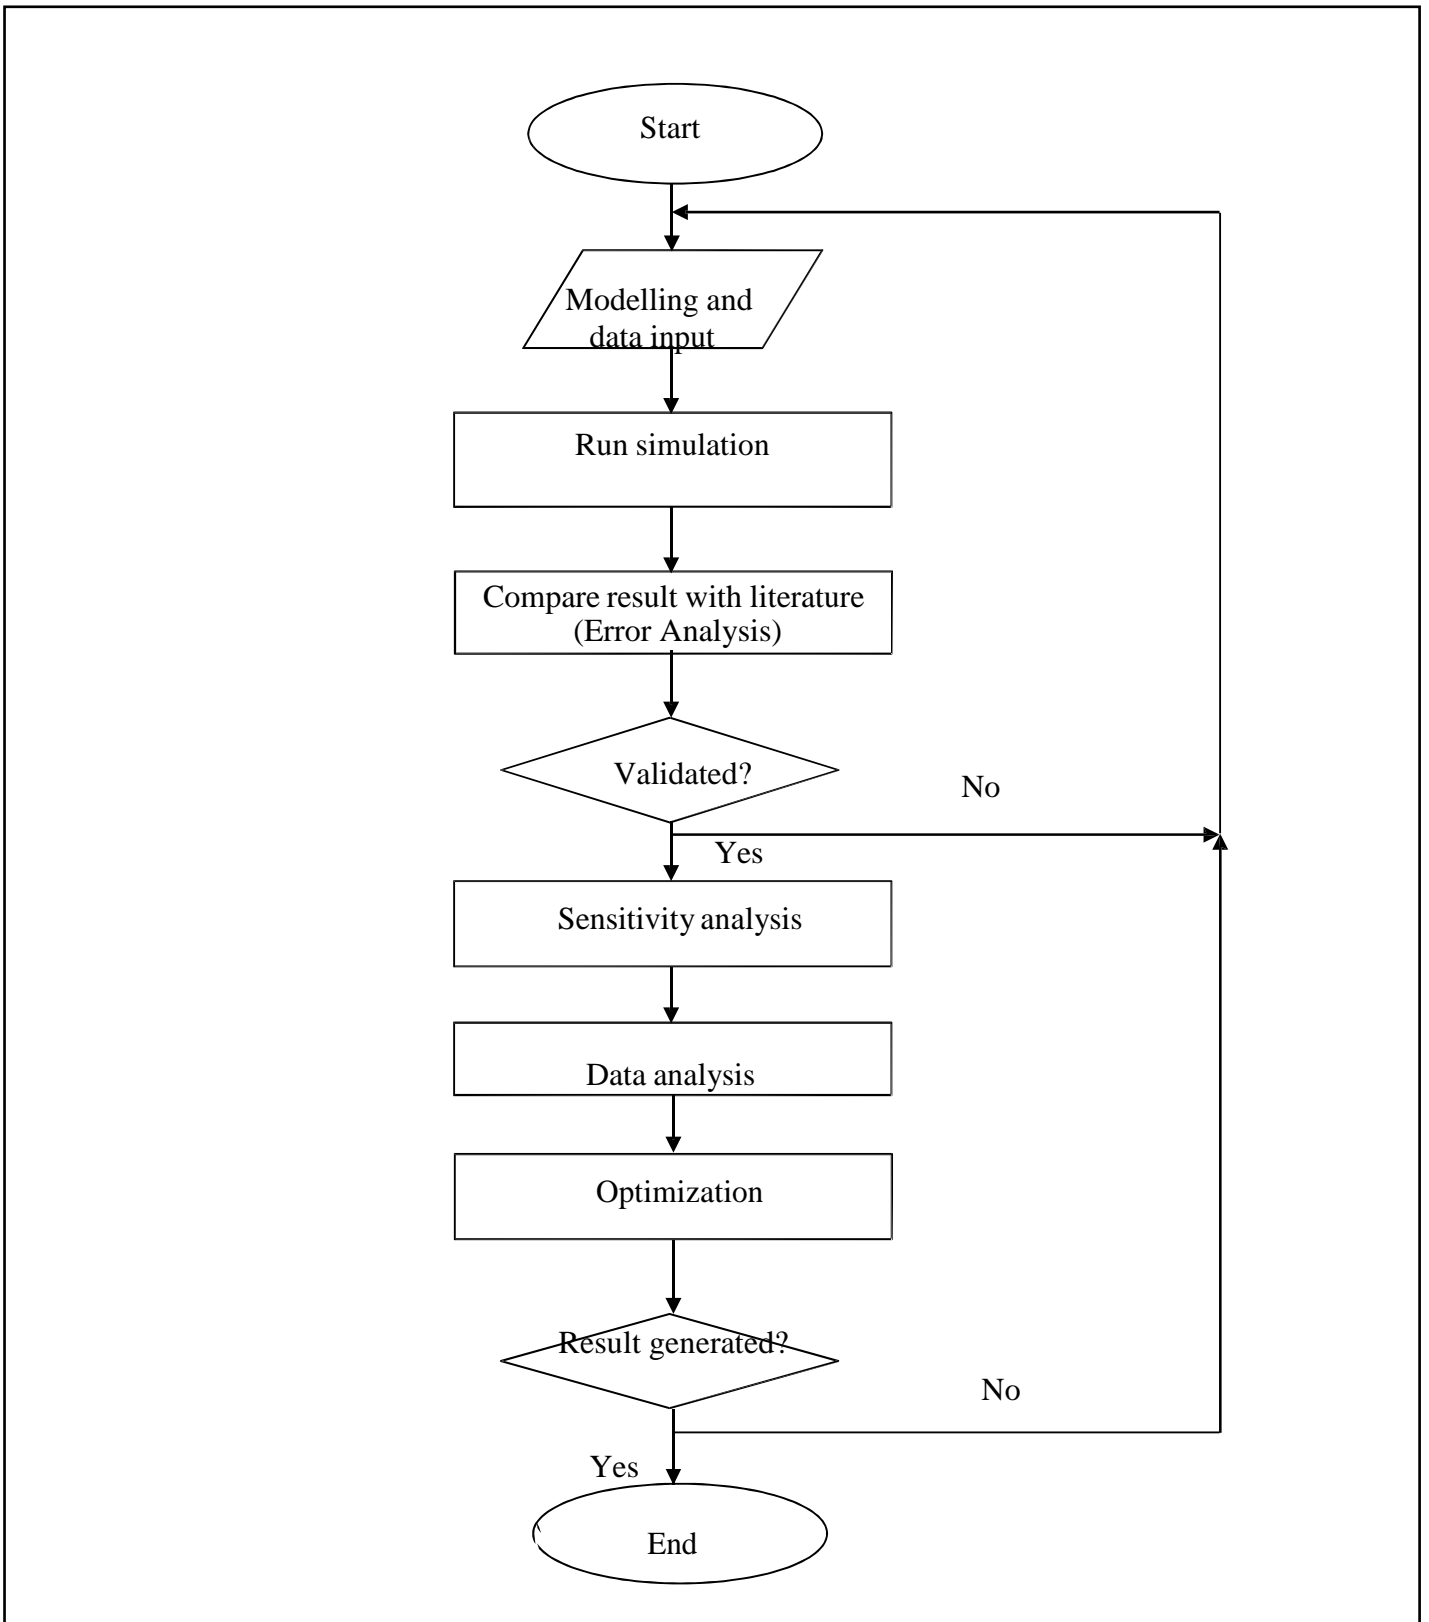 Start
Modelling and
data input
Run simulation
Compare result with literature
(Error Analysis)
Validated?
No
Yes
Sensitivity analysis
Data analysis
Optimization
Result generated?
No
Yes
End